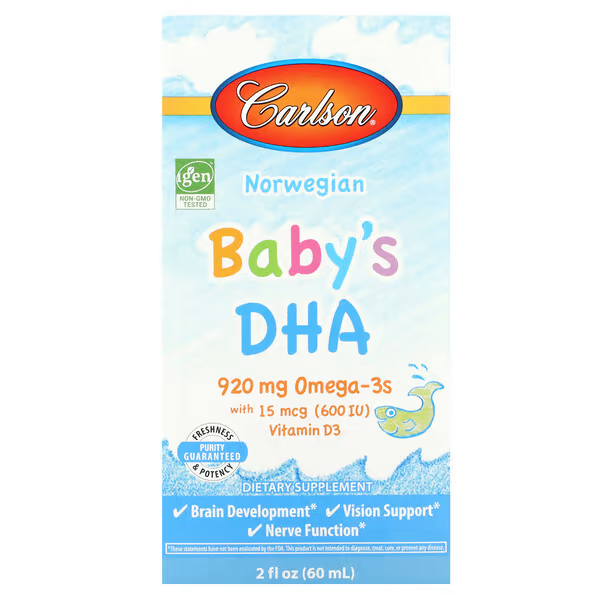 Carlson®
Norwegian
igen
NON-GMO
TESTED
Baby's
DHA
920 mg Omega-3s
with 15 mcg (600 IU)
Vitamin D3
FRESHNESS
PURITY
GUARANTEED
& POTENCY
DIETARY SUPPLEMENT
✓ Brain Development* ✓ Vision Support*
✓ Nerve Function*
*These statements have not been evaluated by the FDA. This product is not intended to diagnose, treat, cure, or prevent any disease.
2 fl oz (60 mL)